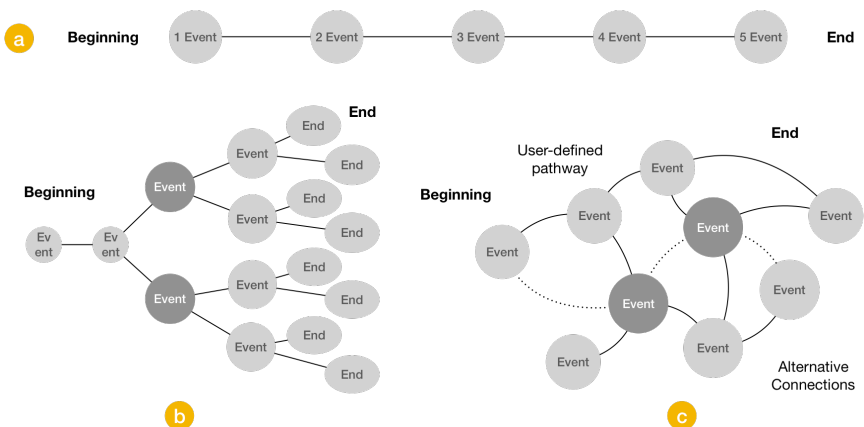 a
Beginning
1 Event
2 Event
3 Event
4 Event
5 Event
End
Beginning
Ev
ent
Ev
ent
Event
Event
Event
Event
Event
Event
End
End
End
End
End
End
End
End
End
b
Beginning
User-defined
pathway
End
Event
Event
Event
Event
Event
Event
Event
Event
Event
Alternative
Connections
c